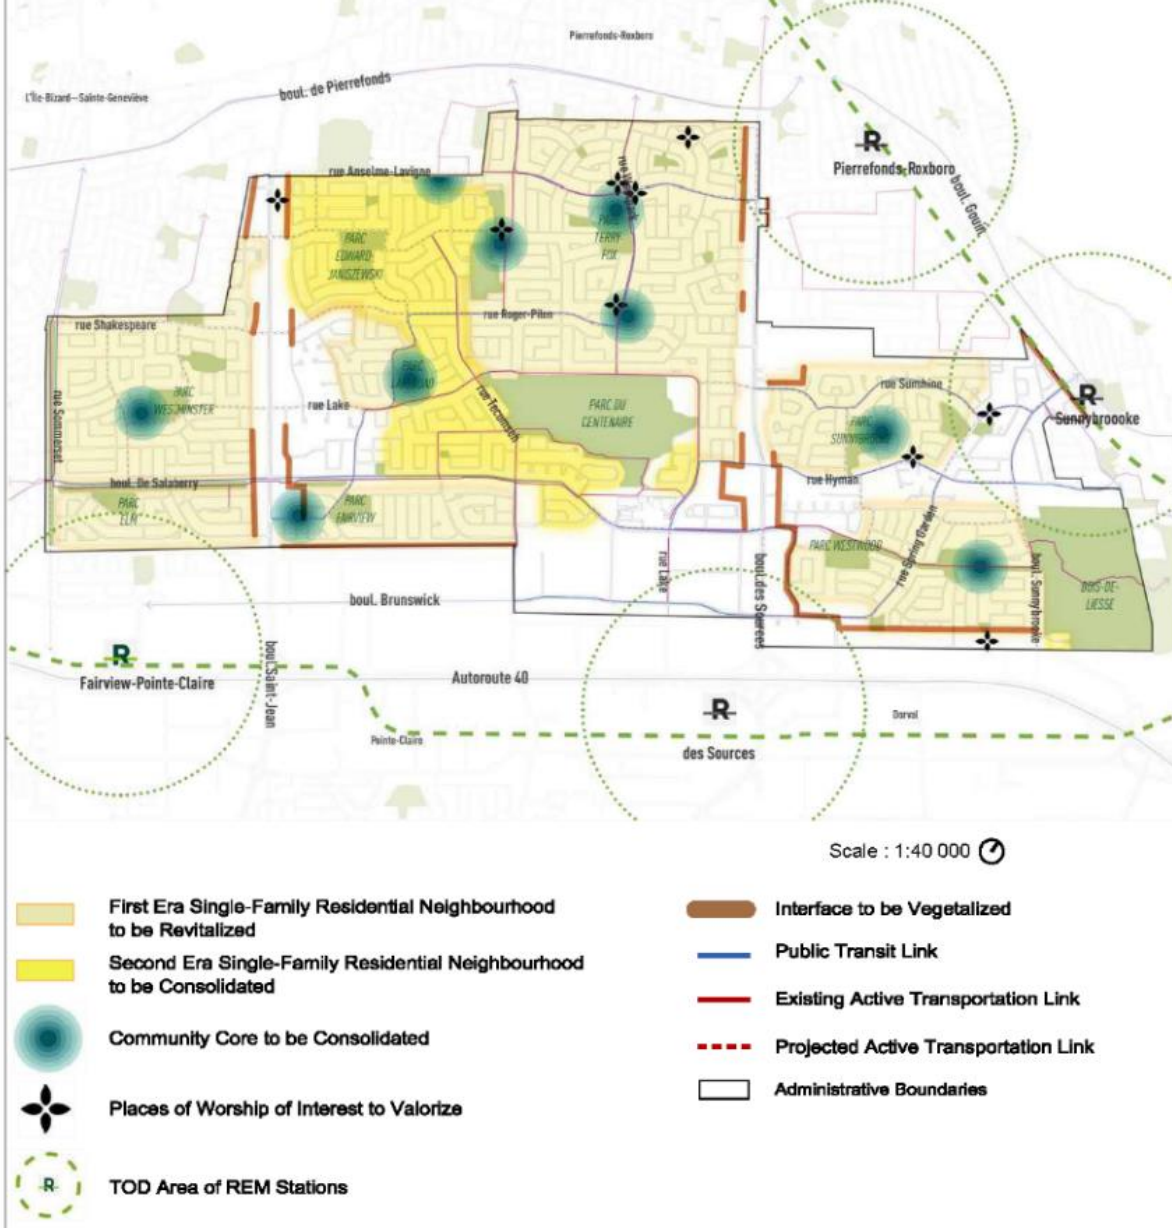 Pierrefonds-Roxboro
L'Île-Bizard—Sainte-Geneviève
boul. de Pierrefonds
R
Pierrefonds-Roxboro
boul. Gouin
rue Anselme-Lavigne
PARC
EDWARD-
JANISZEWSKI
TERRY
FOX
rue Roger-Pilon
rue Shakespeare
PARC
WESTMINSTER
rue Sommerset
rue Lake
rue Tecumseh
PARC DU
CENTENAIRE
rue Sunshine
PARC
R
Sunnybroooke
boul. De Salaberry
PARC
ELM
PARC
FAIRVIEW
rue Hyman
PARC WESTWOOD
rue Spring Garden
boul. Sunnybrooke
BOIS-DE-
LIESSE
rue Lake
boul.des Sources
boul. Brunswick
R
Fairview-Pointe-Claire
boul.Saint-Jean
Autoroute 40
R
des Sources
Pointe-Claire
Dorval
Scale : 1:40 000
First Era Single-Family Residential Neighbourhood
to be Revitalized
Second Era Single-Family Residential Neighbourhood
to be Consolidated
Community Core to be Consolidated
Places of Worship of Interest to Valorize
R
TOD Area of REM Stations
Interface to be Vegetalized
Public Transit Link
Existing Active Transportation Link
Projected Active Transportation Link
Administrative Boundaries